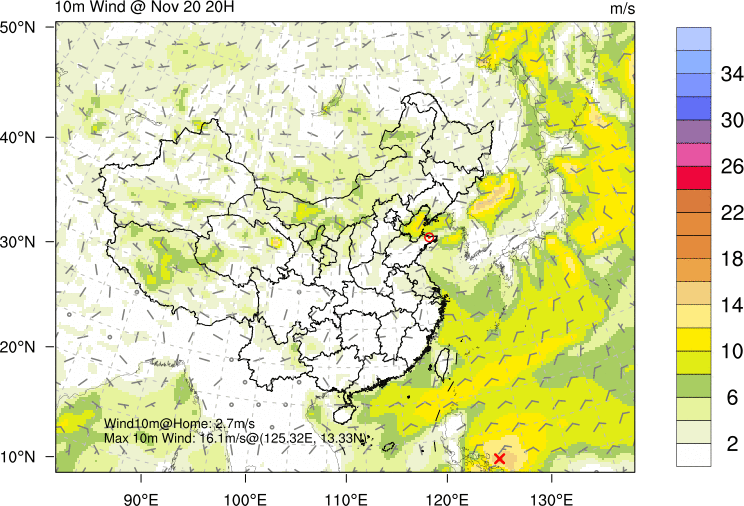 10m Wind @ Nov 20 20H
m/s
50°N
40°N
30°N
20°N
10°N
34
30
26
22
18
14
10
6
2
Wind10m@Home: 2.7m/s
Max 10m Wind: 16.1m/s@(125.32E, 13.33N)
90°E
100°E
110°E
120°E
130°E